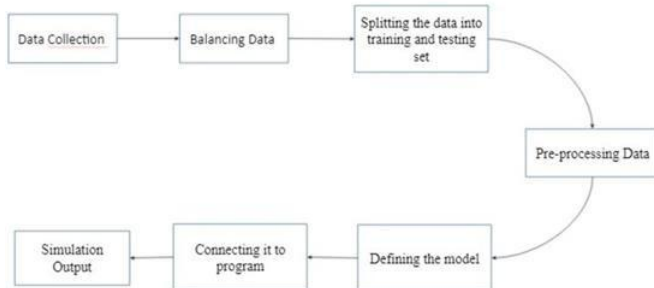 Data Collection
Balancing Data
Splitting the data into
training and testing
set
Pre-processing Data
Defining the model
Connecting it to
program
Simulation
Output